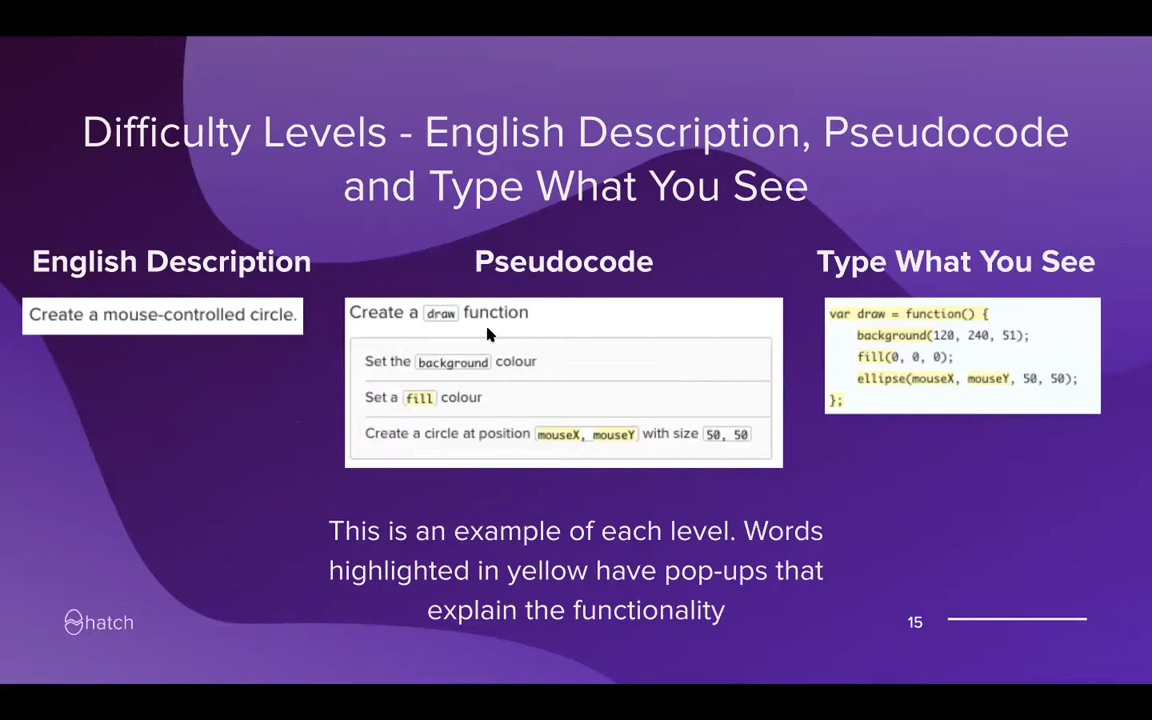 Difficulty Levels - English Description, Pseudocode
and Type What You See
English Description
Create a mouse-controlled circle.
Pseudocode
Create a draw function
Set the background colour
Set a fill colour
Create a circle at position mouseX, mouseY with size 50, 50
Type What You See
var draw = function() {
    background(120, 240, 51);
    fill(0, 0, 0);
    ellipse(mouseX, mouseY, 50, 50);
};
This is an example of each level. Words
highlighted in yellow have pop-ups that
explain the functionality
hatch
15